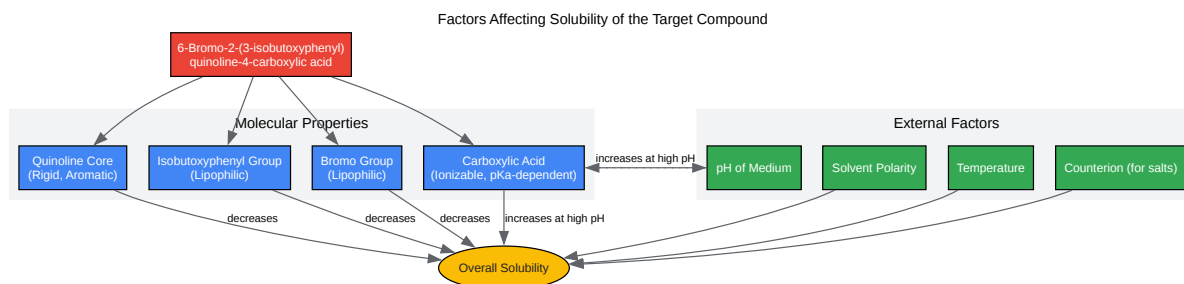 Factors Affecting Solubility of the Target Compound
6-Bromo-2-(3-isobutoxyphenyl)
quinoline-4-carboxylic acid
Molecular Properties
External Factors
Quinoline Core
(Rigid, Aromatic)
Isobutoxyphenyl Group
(Lipophilic)
Bromo Group
(Lipophilic)
Carboxylic Acid
(Ionizable, pKa-dependent)
increases at high pH
pH of Medium
Solvent Polarity
Temperature
Counterion (for salts)
decreases
decreases
decreases
increases at high pH
Overall Solubility